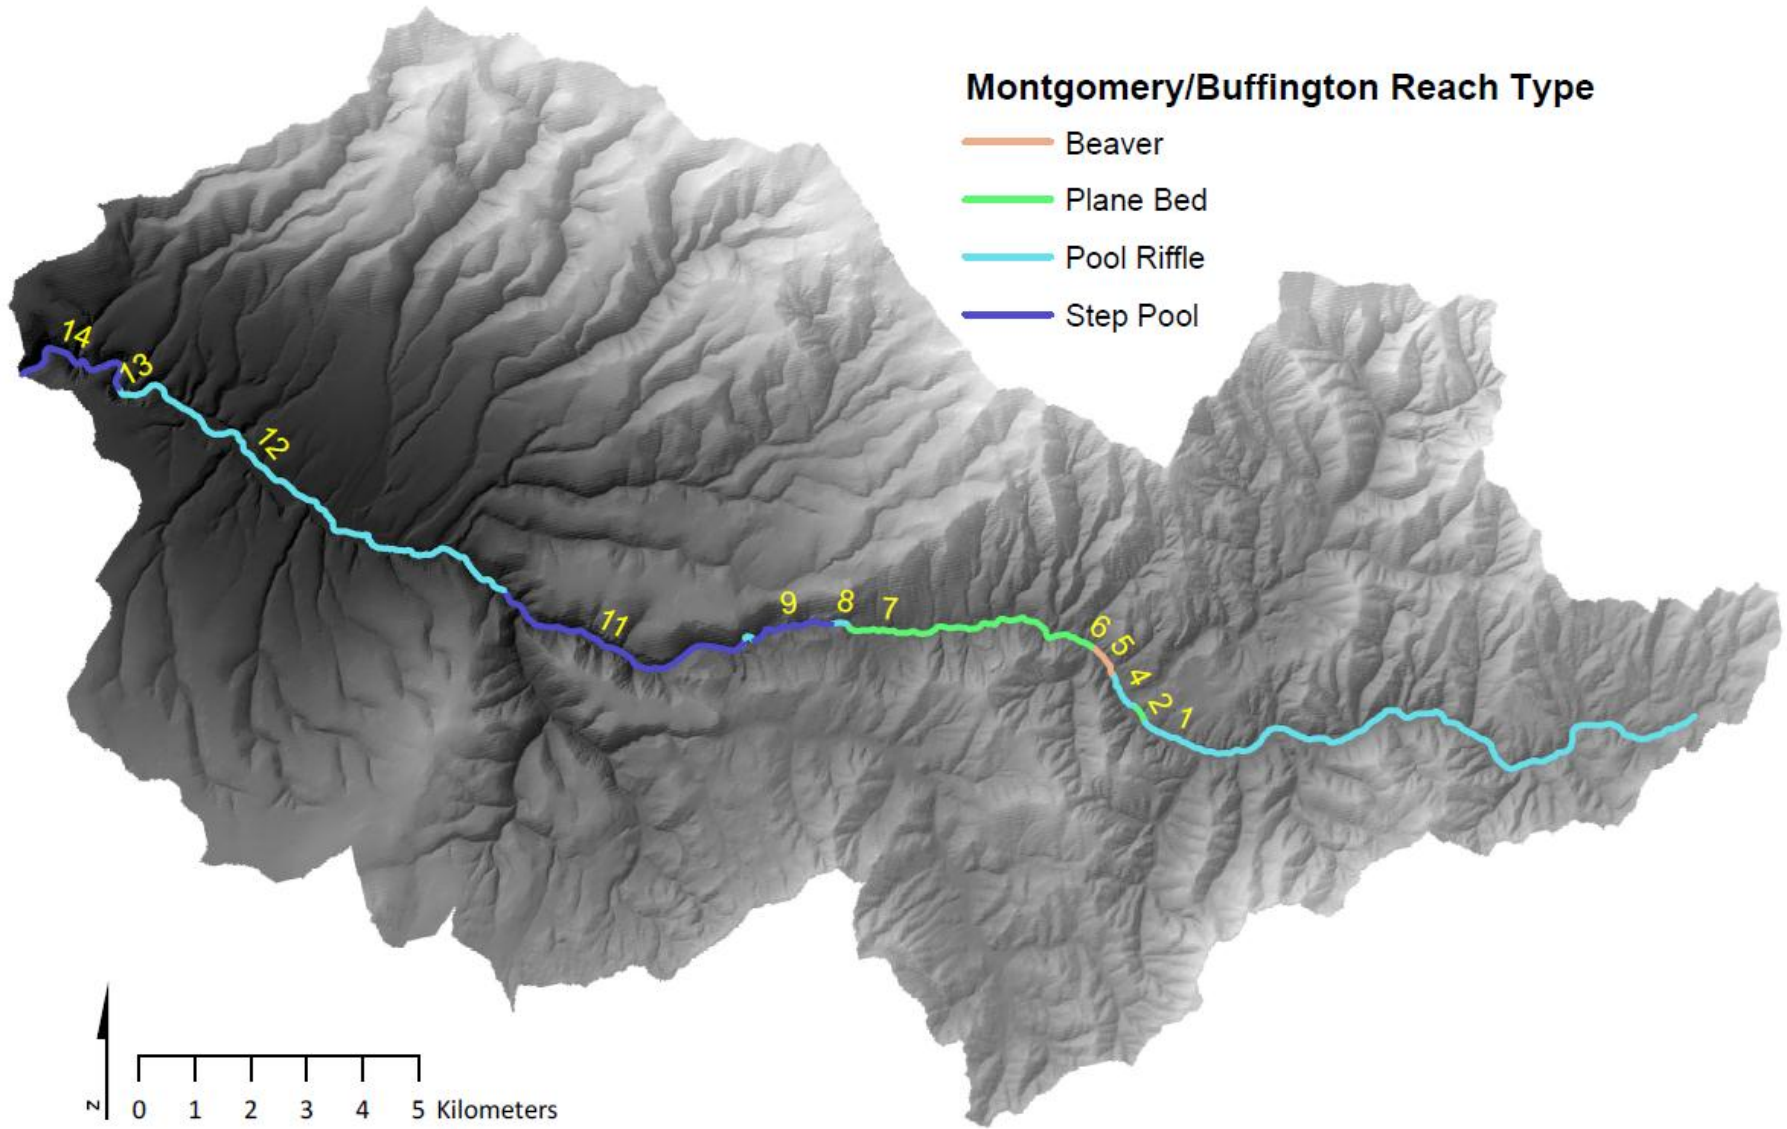 Montgomery/Buffington Reach Type
Beaver
Plane Bed
Pool Riffle
Step Pool
14
13
12
11
9
8
7
6
5
4
2
1
z
0 1 2 3 4 5 Kilometers